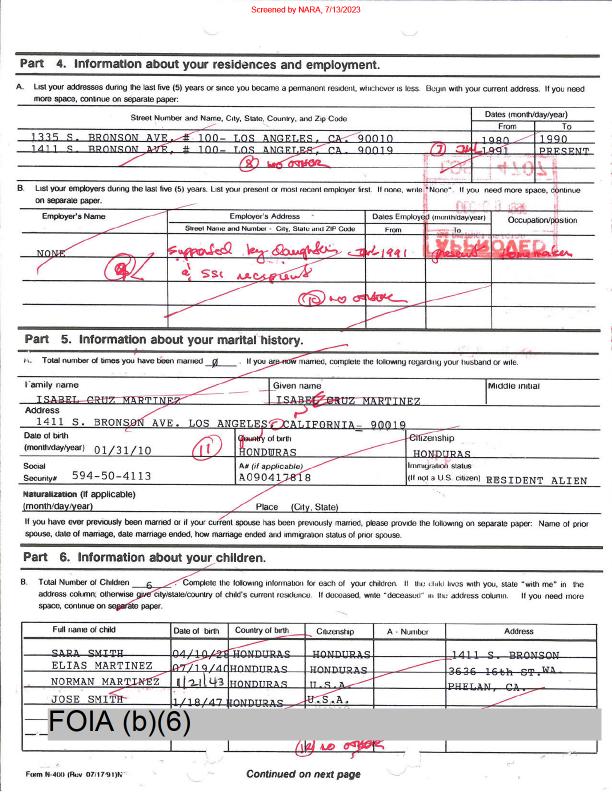 Screened by NARA, 7/13/2023
Part 4. Information about your residences and employment.
A. List your addresses during the last five (5) years or since you became a permanent resident, whichever is less. Begin with your current address. If you need
more space, continue on separate paper:
Street Number and Name, City, State, Country, and Zip Code
Dates (month/day/year)
From To
1335 S. BRONSON AVE, # 100- LOS ANGELES, CA. 90010 1980 1990
1411 S. BRONSON AVE, # 100- LOS ANGELES, CA. 90019 (7) JAN 1991 PRESENT
(8) NO OTHER
B. List your employers during the last five (5) years. List your present or most recent employer first. If none, write "None". If you need more space, continue
on separate paper.
Employer's Name Employer's Address Dates Employed (month/day/year) Occupation/position
Street Name and Number - City, State and ZIP Code From To
APPROVED
NONE Supported by daughter JAN 1991 present Homemaker
& SSI recipient
(10) NO OTHER
Part 5. Information about your marital history.
A. Total number of times you have been married 0. If you are now married, complete the following regarding your husband or wife.
Family name Given name Middle initial
ISABEL CRUZ MARTINEZ ISABEL CRUZ MARTINEZ
Address
1411 S. BRONSON AVE. LOS ANGELES CALIFORNIA- 90019
Date of birth Country of birth Citizenship
(month/day/year) 01/31/10 (11) HONDURAS HONDURAS
Social A# (if applicable) Immigration status
Security# 594-50-4113 A090417818 (If not a U.S. citizen) RESIDENT ALIEN
Naturalization (If applicable)
(month/day/year) Place (City, State)
If you have ever previously been married or if your current spouse has been previously married, please provide the following on separate paper: Name of prior
spouse, date of marriage, date marriage ended, how marriage ended and immigration status of prior spouse.
Part 6. Information about your children.
B. Total Number of Children 6. Complete the following information for each of your children. If the child lives with you, state "with me" in the
address column; otherwise give city/state/country of child's current residence. If deceased, write "deceased" in the address column. If you need more
space, continue on separate paper.
Full name of child Date of birth Country of birth Citizenship A - Number Address
SARA SMITH 04/10/28 HONDURAS HONDURAS 1411 S. BRONSON
ELIAS MARTINEZ 07/19/40 HONDURAS HONDURAS 3636 16th ST.WA.
NORMAN MARTINEZ 1/21/43 HONDURAS U.S.A. PHELAN, CA.
JOSE SMITH 1/18/47 HONDURAS U.S.A.
FOIA (b)(6)
(12) NO OTHER
Form N-400 (Rev 07/17/91)N
Continued on next page